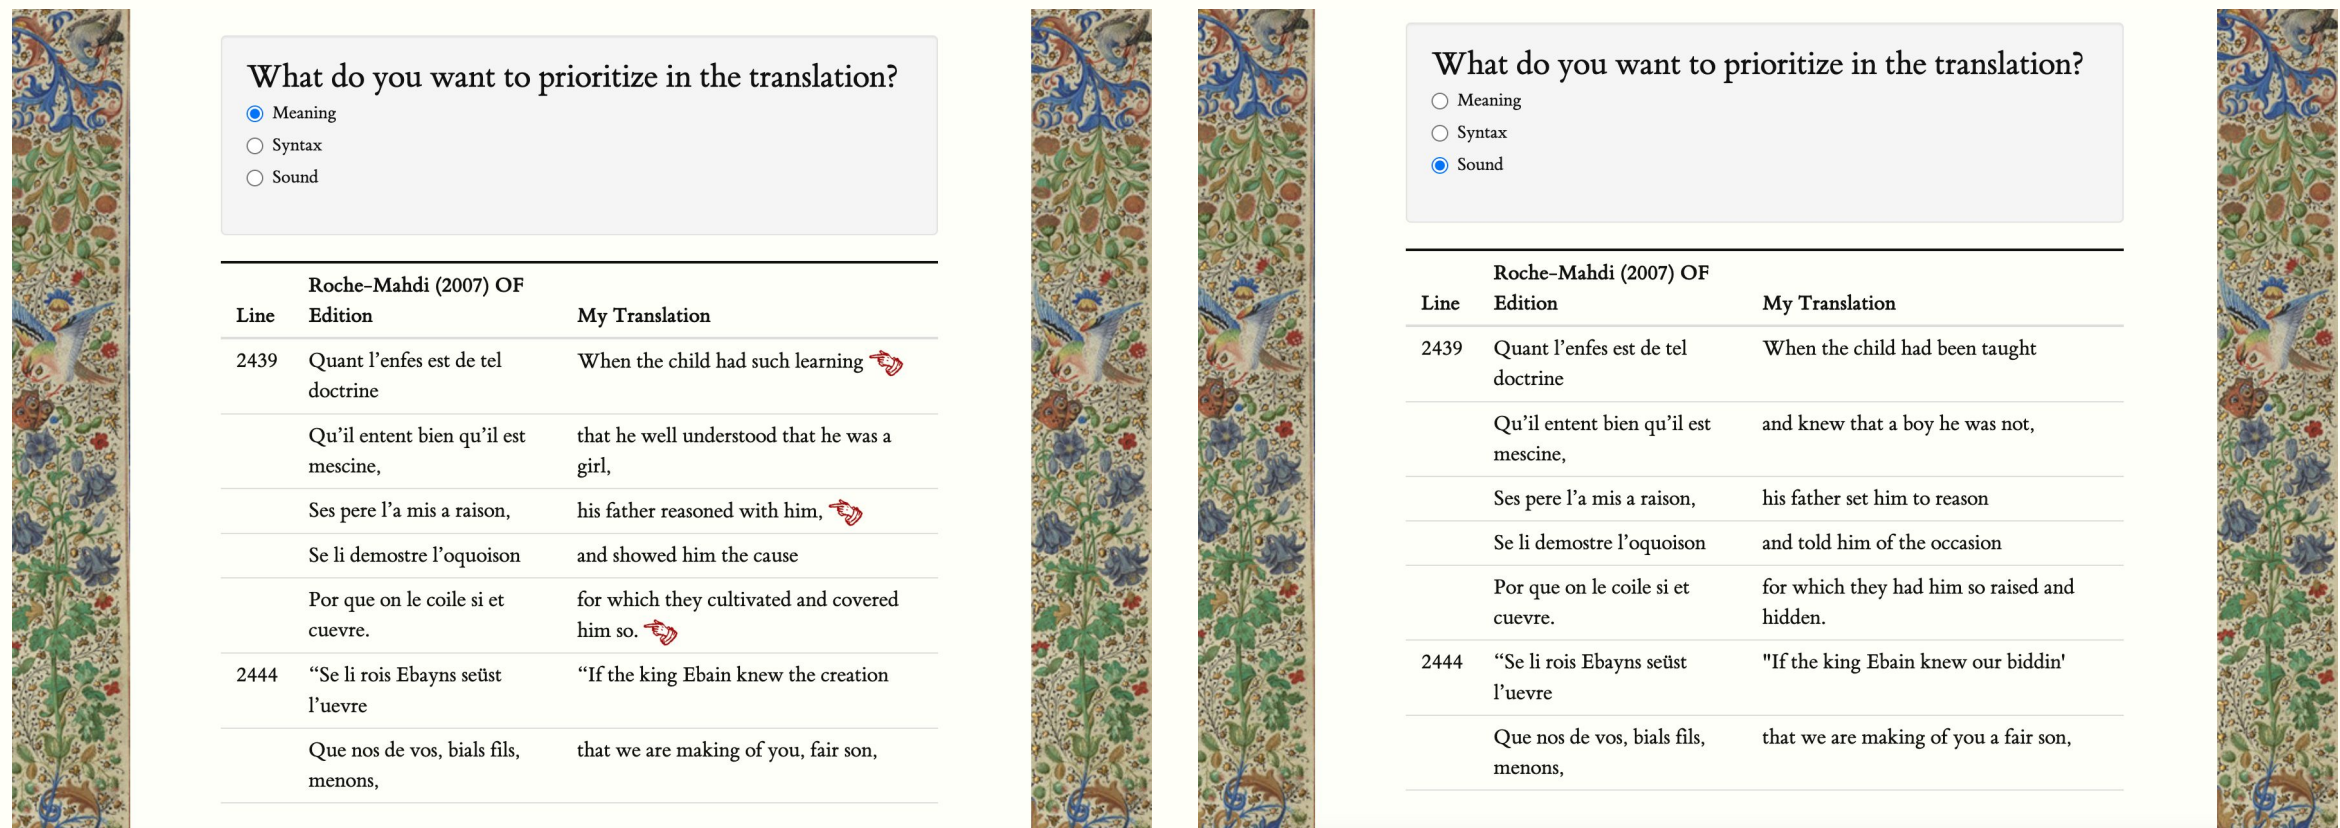 What do you want to prioritize in the translation?
Meaning
Syntax
Sound
Roche-Mahdi (2007) OF
Line Edition My Translation
2439 Quant l’enfes est de tel When the child had such learning
doctrine
Qu’il entent bien qu’il est that he well understood that he was a
mescine, girl,
Ses pere l’a mis a raison, his father reasoned with him,
Se li demostre l’oquoison and showed him the cause
Por que on le coile si et for which they cultivated and covered
cuevre. him so.
2444 “Se li rois Ebayns seüst “If the king Ebain knew the creation
l’uevre
Que nos de vos, bials fils, that we are making of you, fair son,
menons,
What do you want to prioritize in the translation?
Meaning
Syntax
Sound
Roche-Mahdi (2007) OF
Line Edition My Translation
2439 Quant l’enfes est de tel When the child had been taught
doctrine
Qu’il entent bien qu’il est and knew that a boy he was not,
mescine,
Ses pere l’a mis a raison, his father set him to reason
Se li demostre l’oquoison and told him of the occasion
Por que on le coile si et for which they had him so raised and
cuevre. hidden.
2444 “Se li rois Ebayns seüst "If the king Ebain knew our biddin'
l’uevre
Que nos de vos, bials fils, that we are making of you a fair son,
menons,